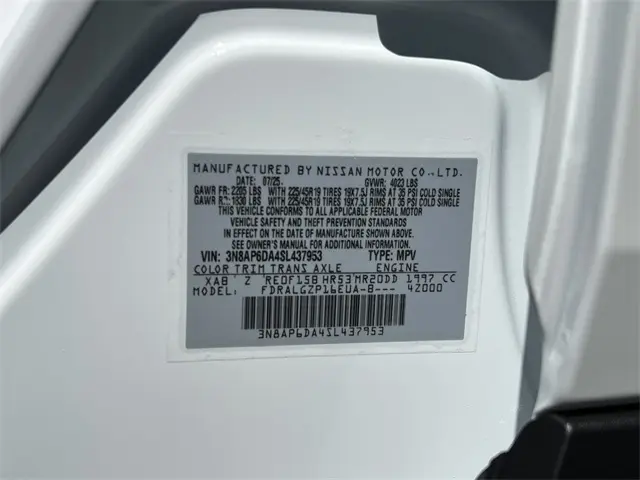 MANUFACTURED BY NISSAN MOTOR CO., LTD.
DATE: 07/25 GVWR: 4023 LBS
GAWR FR: 2205 LBS WITH 225/45R19 TIRES 19X7.5J RIMS AT 35 PSI COLD SINGLE
GAWR R: 1830 LBS WITH 225/45R19 TIRES 19X7.5J RIMS AT 35 PSI COLD SINGLE
THIS VEHICLE CONFORMS TO ALL APPLICABLE FEDERAL MOTOR
VEHICLE SAFETY AND THEFT PREVENTION STANDARDS
IN EFFECT ON THE DATE OF MANUFACTURE SHOWN ABOVE.
SEE OWNER'S MANUAL FOR ADDITIONAL INFORMATION.
VIN: 3N8AP6DA4SL437953 TYPE: MPV
COLOR TRIM TRANS AXLE ENGINE
XAB Z RE0F15B HR53 MR20DD 1997 CC
MODEL: FDRALGZP16EUA-B--- 42000
3N8AP6DA4SL437953